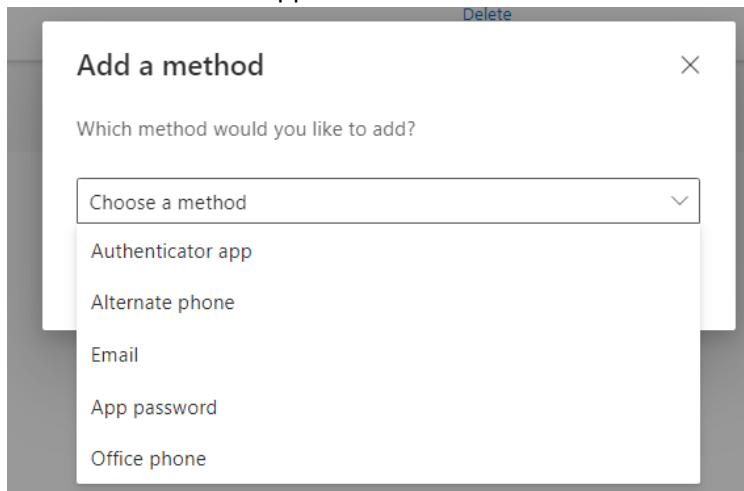 Delete
Add a method
Which method would you like to add?
Choose a method
Authenticator app
Alternate phone
Email
App password
Office phone